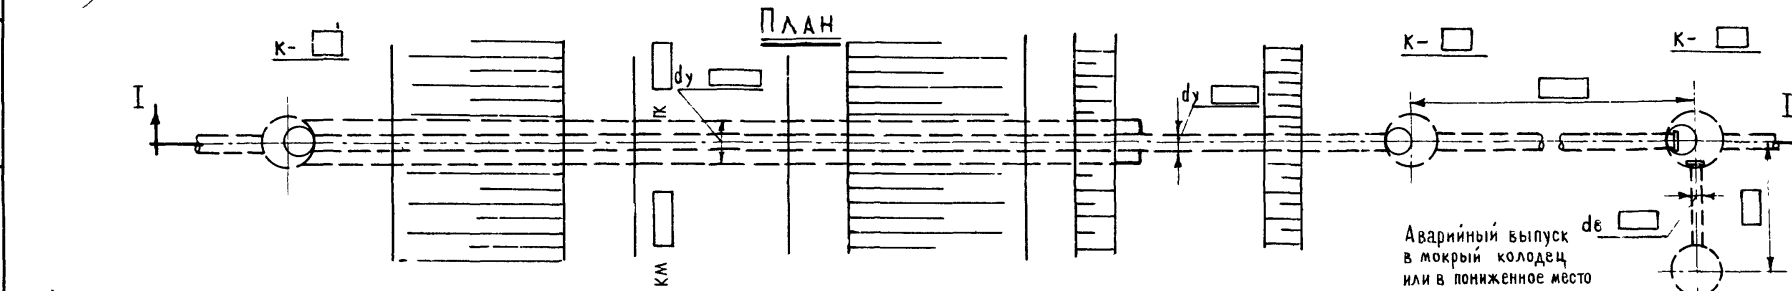 План
К-
К-
К-
I
I
dу
dу
ПК
КМ
dв
Аварийный выпуск
в мокрый колодец
или в пониженное место